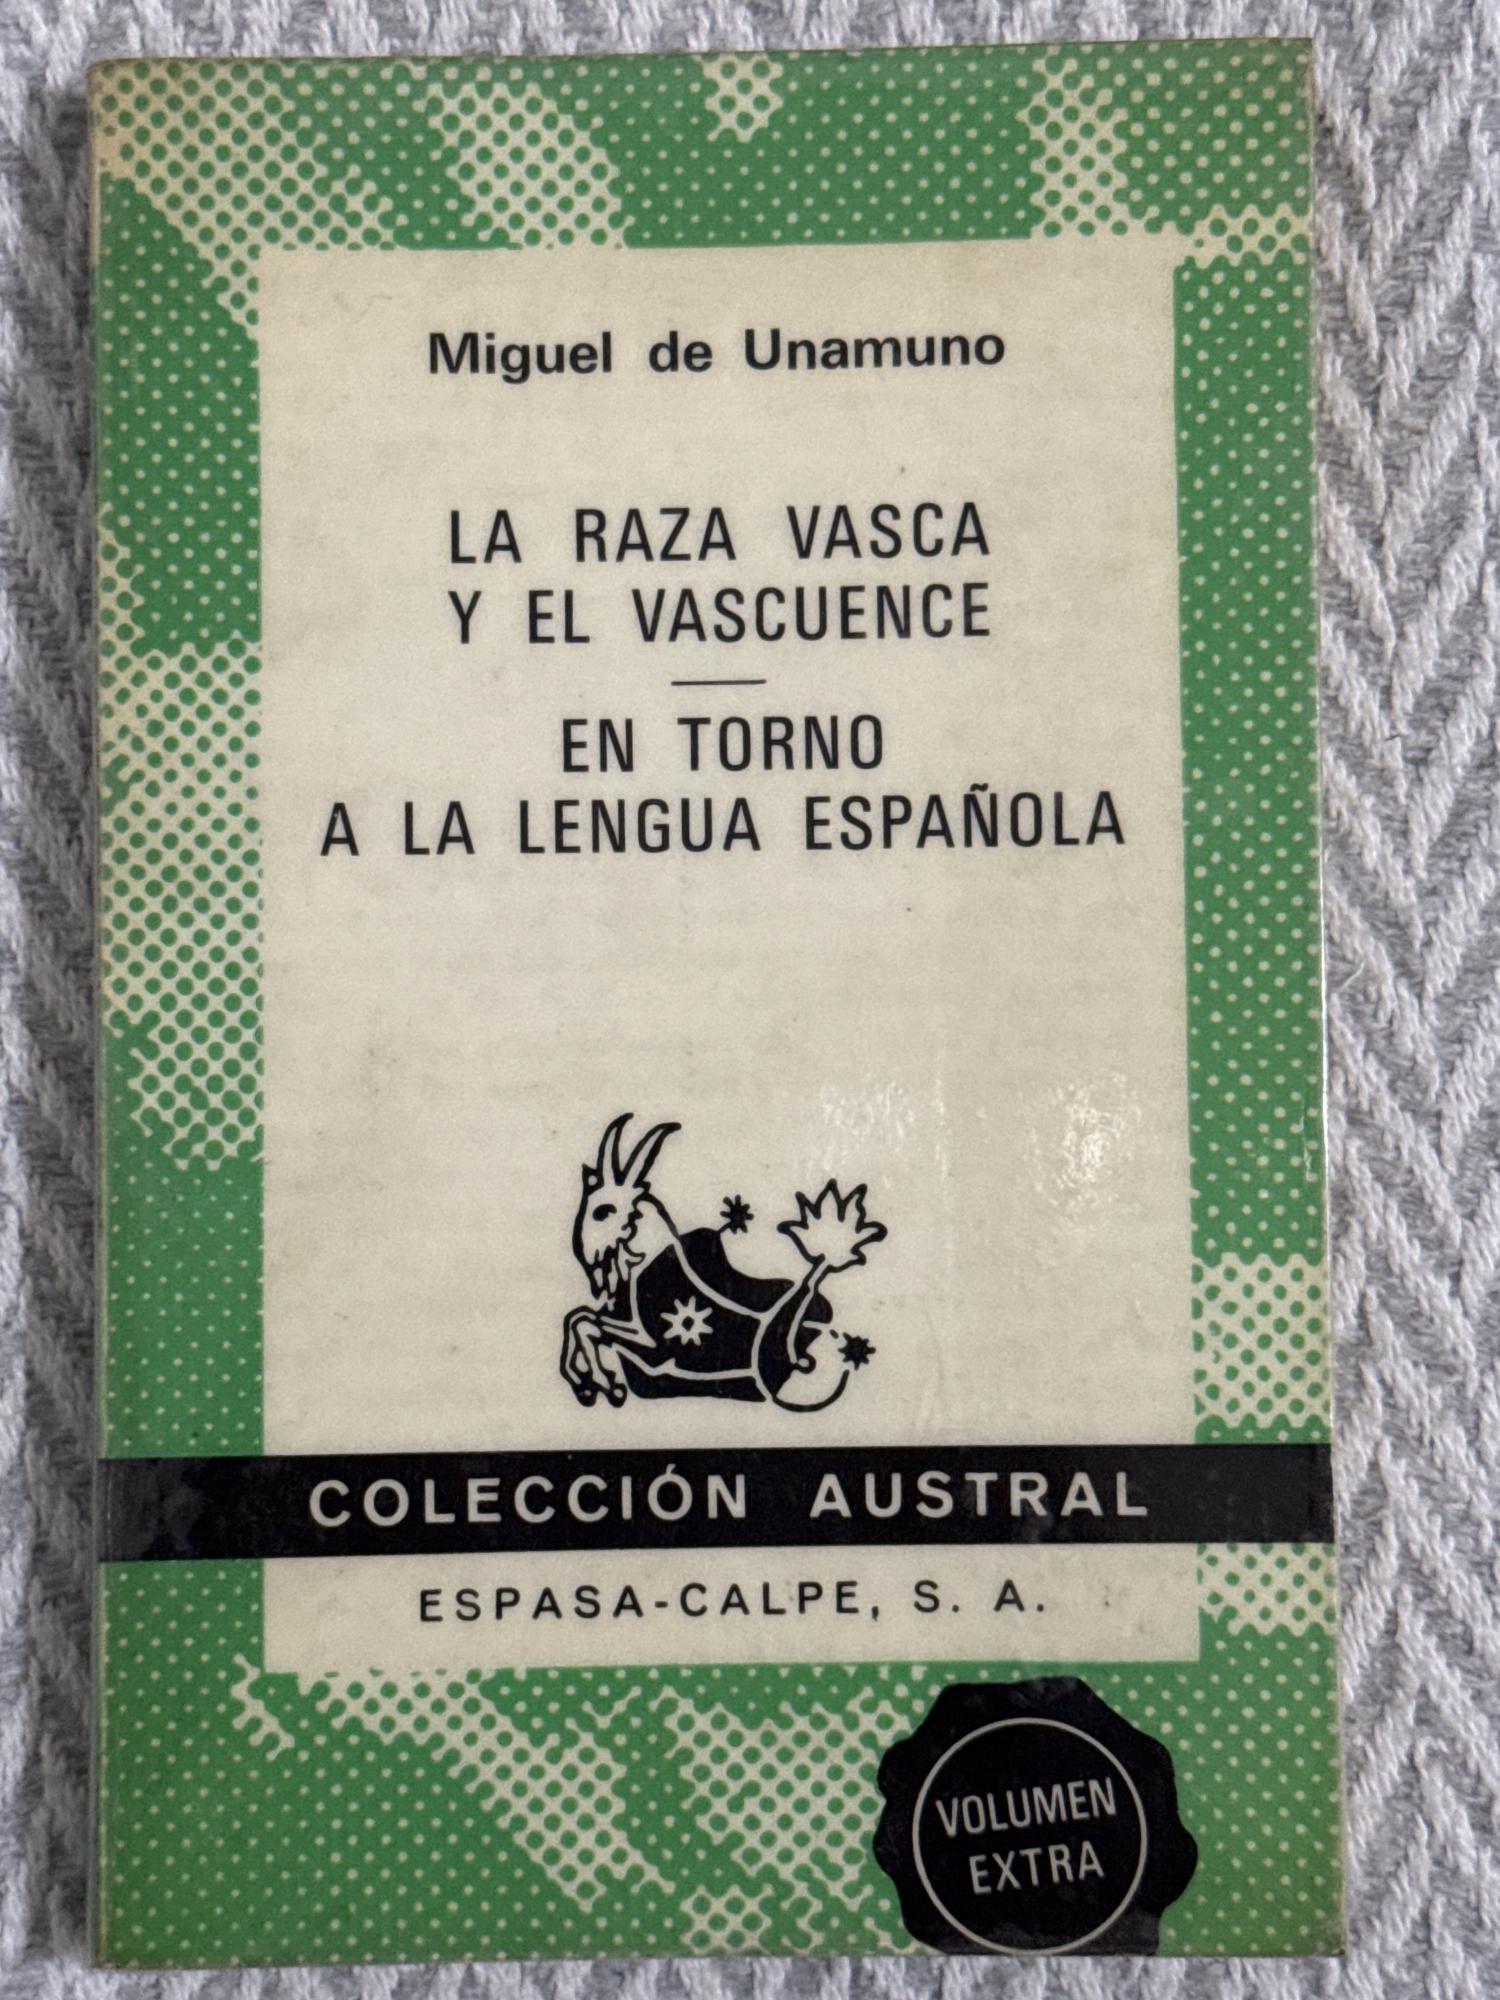 Miguel de Unamuno
LA RAZA VASCA
Y EL VASCUENCE
EN TORNO
A LA LENGUA ESPAÑOLA
COLECCIÓN AUSTRAL
ESPASA-CALPE, S. A.
VOLUMEN
EXTRA